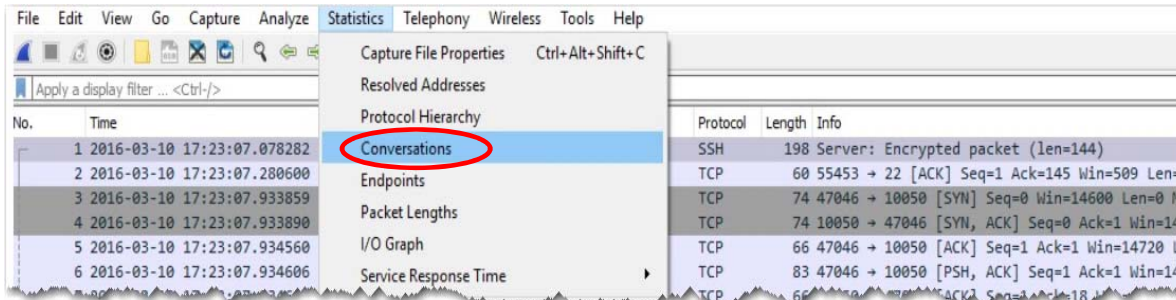 File Edit View Go Capture Analyze Statistics Telephony Wireless Tools Help
Capture File Properties Ctrl+Alt+Shift+C
Apply a display filter ... <Ctrl-/>
Resolved Addresses
Protocol Hierarchy
No. Time Protocol Length Info
1 2016-03-10 17:23:07.078282 Conversations SSH 198 Server: Encrypted packet (len=144)
2 2016-03-10 17:23:07.280600 Endpoints TCP 60 55453 → 22 [ACK] Seq=1 Ack=145 Win=509 Len=
3 2016-03-10 17:23:07.933859 TCP 74 47046 → 10050 [SYN] Seq=0 Win=14600 Len=0
Packet Lengths
4 2016-03-10 17:23:07.933890 TCP 74 10050 → 47046 [SYN, ACK] Seq=0 Ack=1 Win=14
5 2016-03-10 17:23:07.934560 I/O Graph TCP 66 47046 → 10050 [ACK] Seq=1 Ack=1 Win=14720
6 2016-03-10 17:23:07.934606 Service Response Time TCP 83 47046 → 10050 [PSH, ACK] Seq=1 Ack=1 Win=14